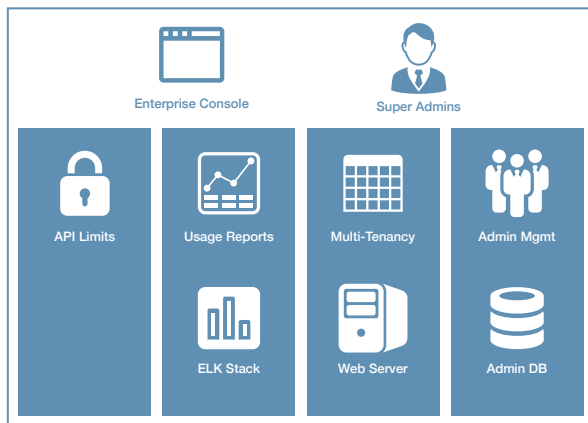 Enterprise Console
Super Admins
API Limits
Usage Reports
Multi-Tenancy
Admin Mgmt
ELK Stack
Web Server
Admin DB